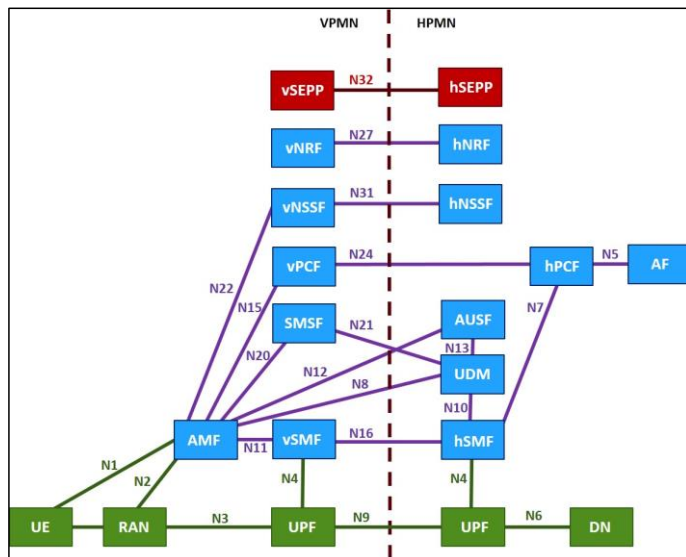 VPMN HPMN
vSEPP N32 hSEPP
vNRF N27 hNRF
vNSSF N31 hNSSF
vPCF N24 hPCF N5 AF
N22
N15
N7
SMSF N21 AUSF
N20
N12
N13
N8
UDM
N10
AMF N11 vSMF N16 hSMF
N1
N2
N4 N4
UE RAN N3 UPF N9 UPF N6 DN